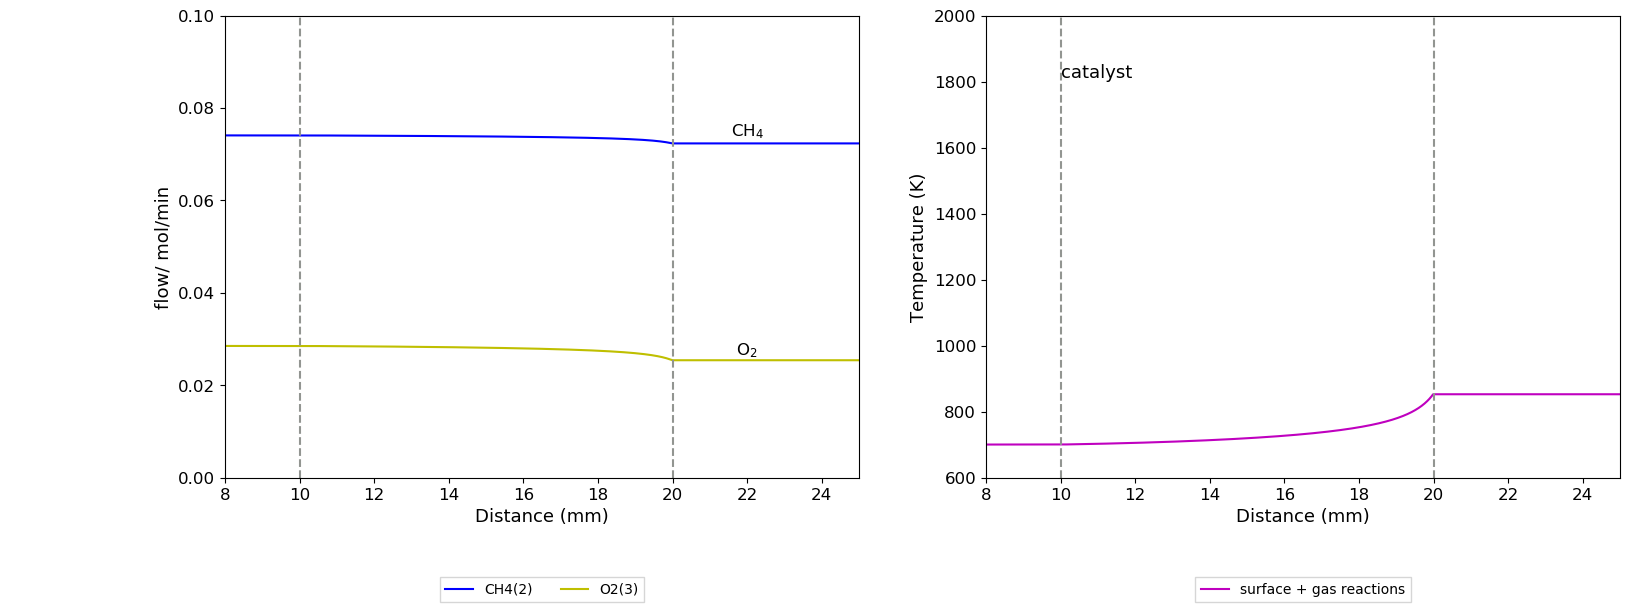 0.10
0.08
0.06
0.04
0.02
0.00
flow/ mol/min
CH₄
O₂
8 10 12 14 16 18 20 22 24
Distance (mm)
CH4(2) O2(3)
2000
1800
1600
1400
1200
1000
800
600
Temperature (K)
catalyst
8 10 12 14 16 18 20 22 24
Distance (mm)
surface + gas reactions